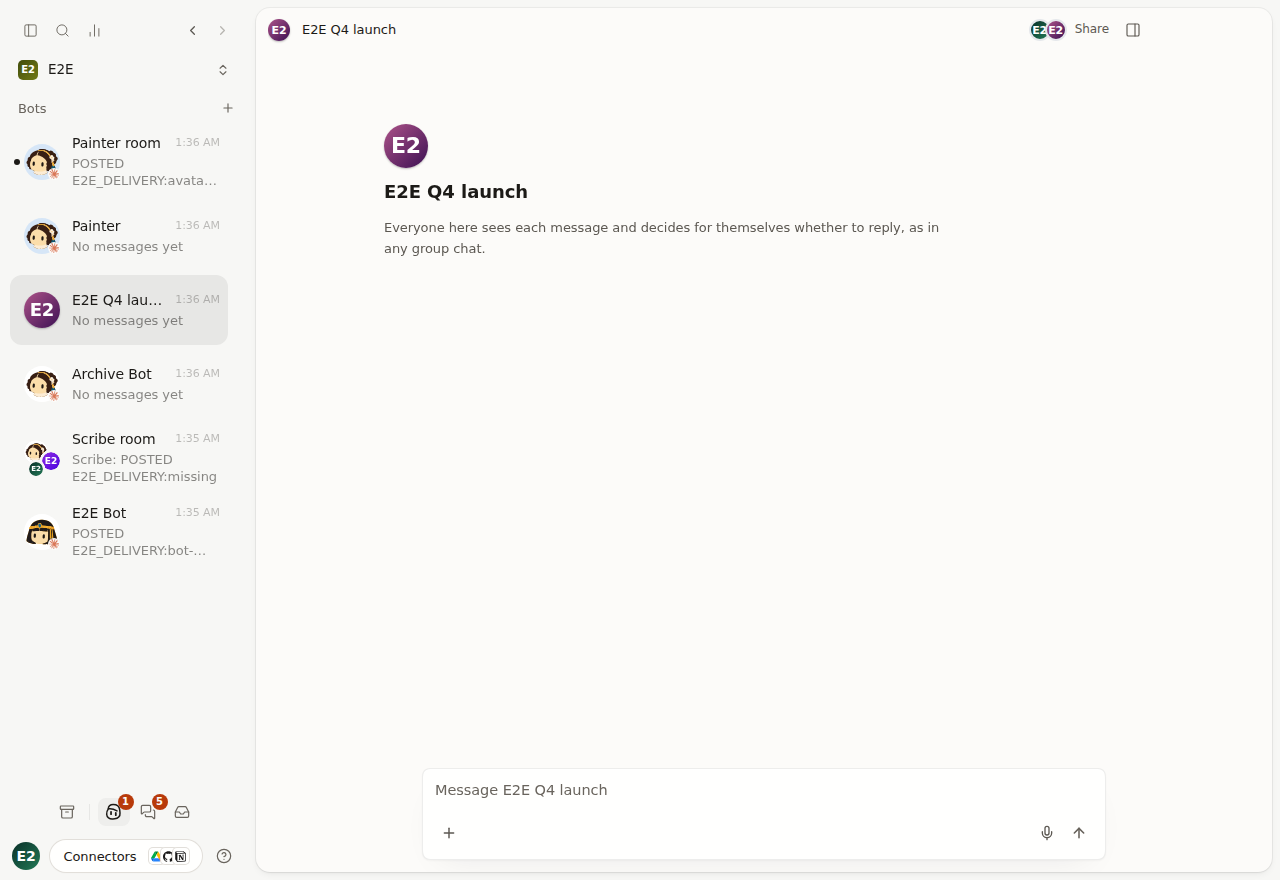 E2 E2E
Bots
Painter room 1:36 AM
POSTED
E2E_DELIVERY:avata...
Painter 1:36 AM
No messages yet
E2 E2E Q4 lau... 1:36 AM
No messages yet
Archive Bot 1:36 AM
No messages yet
Scribe room 1:35 AM
E2 Scribe: POSTED
E2 E2E_DELIVERY:missing
E2E Bot 1:35 AM
POSTED
E2E_DELIVERY:bot-...
1 5
E2 Connectors
E2 E2E Q4 launch E2 E2 Share
E2
E2E Q4 launch
Everyone here sees each message and decides for themselves whether to reply, as in
any group chat.
Message E2E Q4 launch